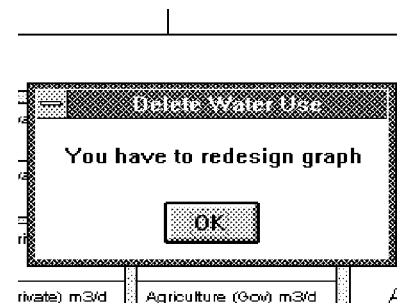 Delete Water Use
You have to redesign graph
OK
rivate) m3/d
Agriculture (Gov) m3/d